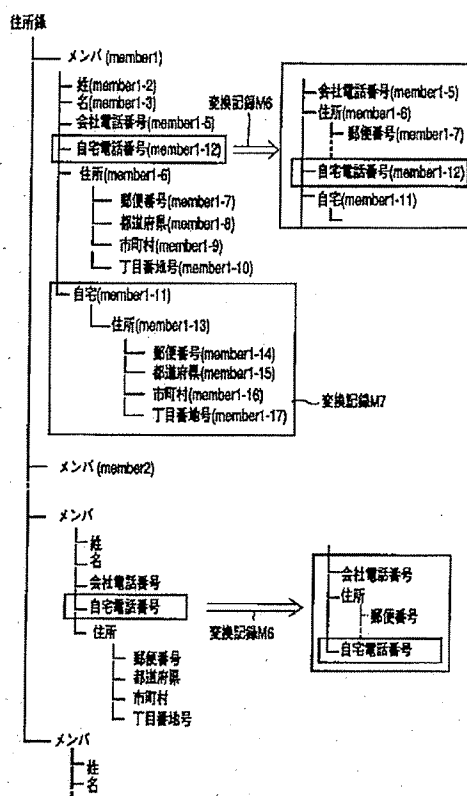 住所録
メンバ(member1)
姓(member1-2)
名(member1-3)
会社電話番号(member1-5)
自宅電話番号(member1-12)
住所(member1-6)
郵便番号(member1-7)
都道府県(member1-8)
市町村(member1-9)
丁目番地号(member1-10)
自宅(member1-11)
住所(member1-13)
郵便番号(member1-14)
都道府県(member1-15)
市町村(member1-16)
丁目番地号(member1-17)
変換記録M6
会社電話番号(member1-5)
住所(member1-6)
郵便番号(member1-7)
自宅電話番号(member1-12)
自宅(member1-11)
変換記録M7
メンバ(member2)
メンバ
姓
名
会社電話番号
自宅電話番号
住所
郵便番号
都道府県
市町村
丁目番地号
変換記録M6
会社電話番号
住所
郵便番号
自宅電話番号
メンバ
姓
名